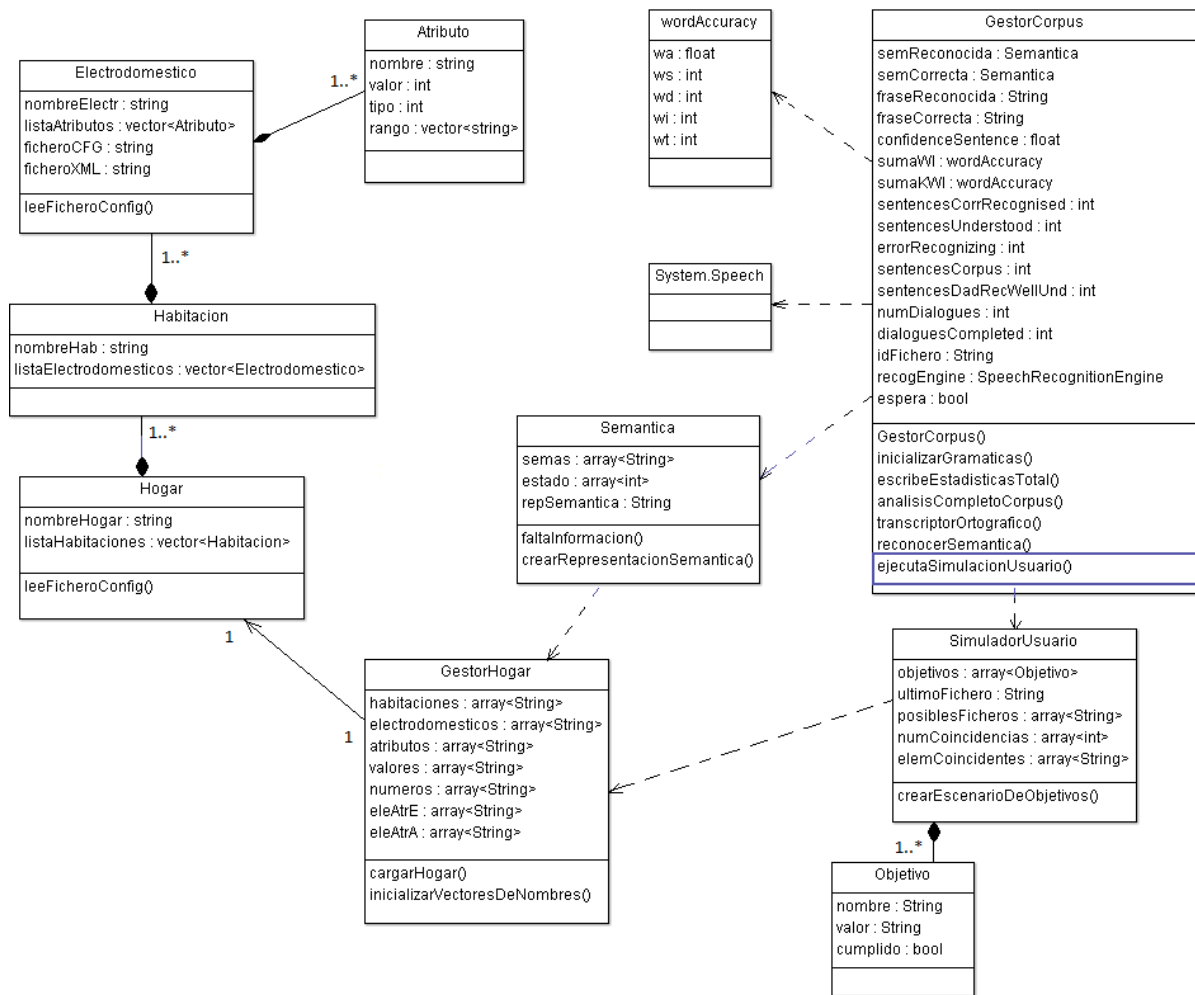 Electrodomestico
nombreElectr : string
listaAtributos : vector<Atributo>
ficheroCFG : string
ficheroXML : string
leeFicheroConfig()
1..*
Atributo
nombre : string
valor : int
tipo : int
rango : vector<string>
1..*
Habitacion
nombreHab : string
listaElectrodomesticos : vector<Electrodomestico>
1..*
Hogar
nombreHogar : string
listaHabitaciones : vector<Habitacion>
leeFicheroConfig()
1
1
GestorHogar
habitaciones : array<String>
electrodomesticos : array<String>
atributos : array<String>
valores : array<String>
numeros : array<String>
eleAtrE : array<String>
eleAtrA : array<String>
cargarHogar()
inicializarVectoresDeNombres()
wordAccuracy
wa : float
ws : int
wd : int
wi : int
wt : int
System.Speech
Semantica
semas : array<String>
estado : array<int>
repSemantica : String
faltaInformacion()
crearRepresentacionSemantica()
GestorCorpus
semReconocida : Semantica
semCorrecta : Semantica
fraseReconocida : String
fraseCorrecta : String
confidenceSentence : float
sumaWI : wordAccuracy
sumaKWI : wordAccuracy
sentencesCorrRecognised : int
sentencesUnderstood : int
errorRecognizing : int
sentencesCorpus : int
sentencesDadRecWellUnd : int
numDialogues : int
dialoguesCompleted : int
idFichero : String
recogEngine : SpeechRecognitionEngine
espera : bool
GestorCorpus()
inicializarGramaticas()
escribeEstadisticasTotal()
analisisCompletoCorpus()
transcriptorOrtografico()
reconocerSemantica()
ejecutaSimulacionUsuario()
SimuladorUsuario
objetivos : array<Objetivo>
ultimoFichero : String
posiblesFicheros : array<String>
numCoincidencias : array<int>
elemCoincidentes : array<String>
crearEscenarioDeObjetivos()
1..*
Objetivo
nombre : String
valor : String
cumplido : bool